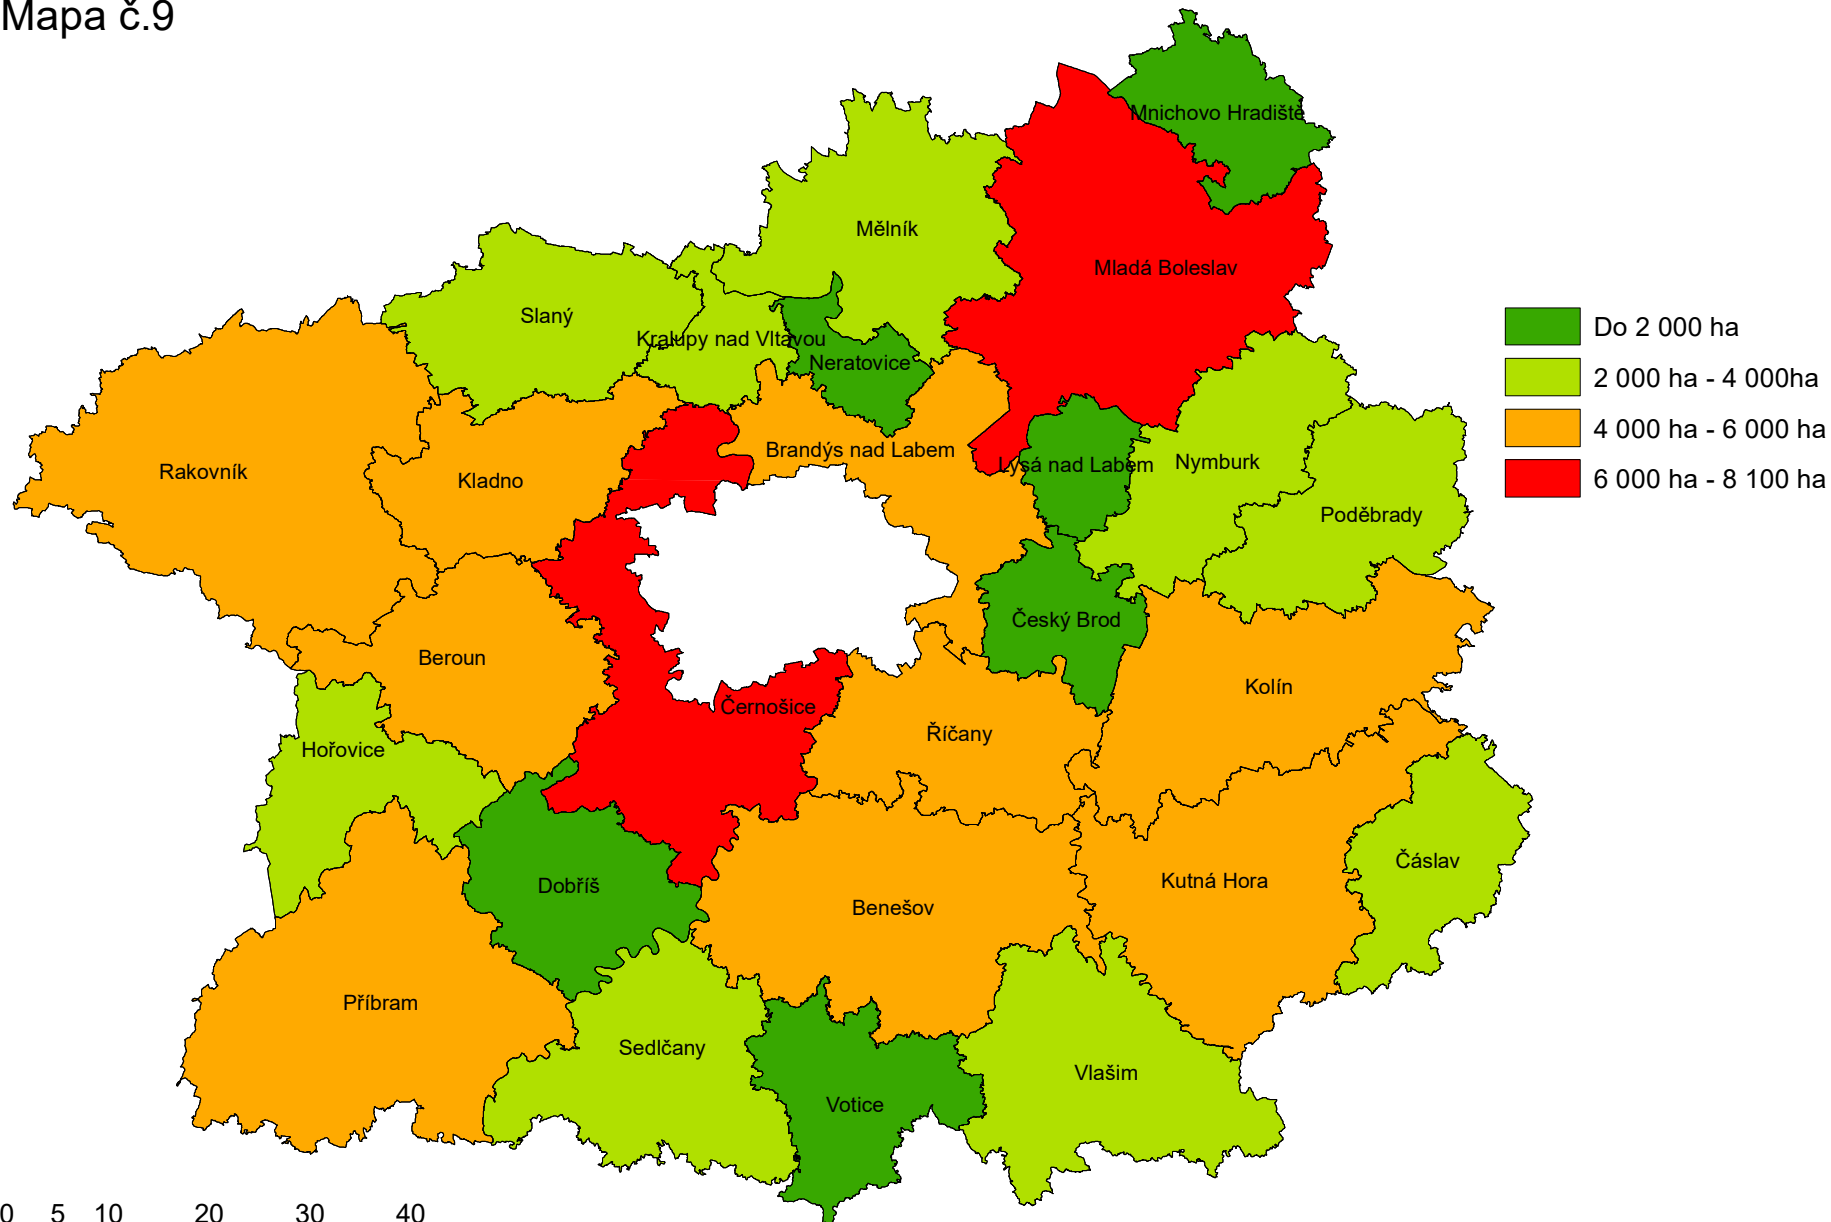 Mapa č.9
Mnichovo Hradiště
Mělník
Mladá Boleslav
Slaný
Kralupy nad Vltavou
Neratovice
Do 2 000 ha
2 000 ha - 4 000ha
4 000 ha - 6 000 ha
6 000 ha - 8 100 ha
Rakovník
Kladno
Brandýs nad Labem
Lysá nad Labem
Nymburk
Poděbrady
Český Brod
Beroun
Kolín
Černošice
Říčany
Hořovice
Čáslav
Kutná Hora
Dobříš
Benešov
Příbram
Sedlčany
Vlašim
Votice
0 5 10 20 30 40